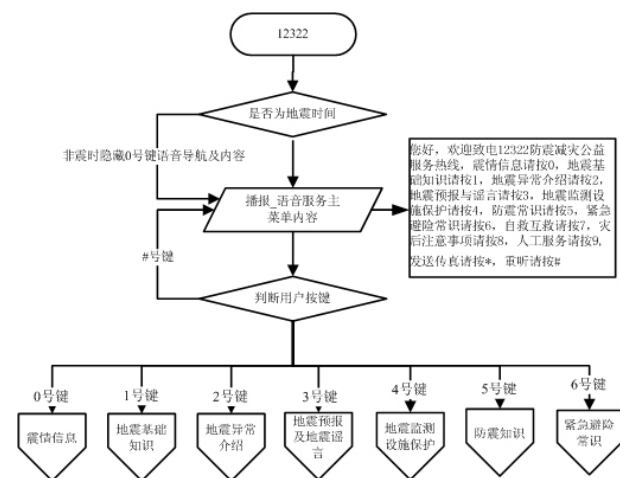 12322
是否为地震时间
非震时隐藏0号键语音导航及内容
播报_语音服务主
菜单内容
您好，欢迎致电12322防震减灾公益
服务热线，震情信息请按0，地震基
础知识请按1，地震异常介绍请按2，
地震预报与谣言请按3，地震监测设
施保护请按4，防震常识请按5，紧急
避险常识请按6，自救互救请按7，灾
后注意事项请按8，人工服务请按9，
发送传真请按*，重听请按#
#号键
判断用户按键
0号键
1号键
2号键
3号键
4号键
5号键
6号键
震情信息
地震基础
知识
地震异常
介绍
地震预报
及地震谣
言
地震监测
设施保护
防震知识
紧急避险
常识